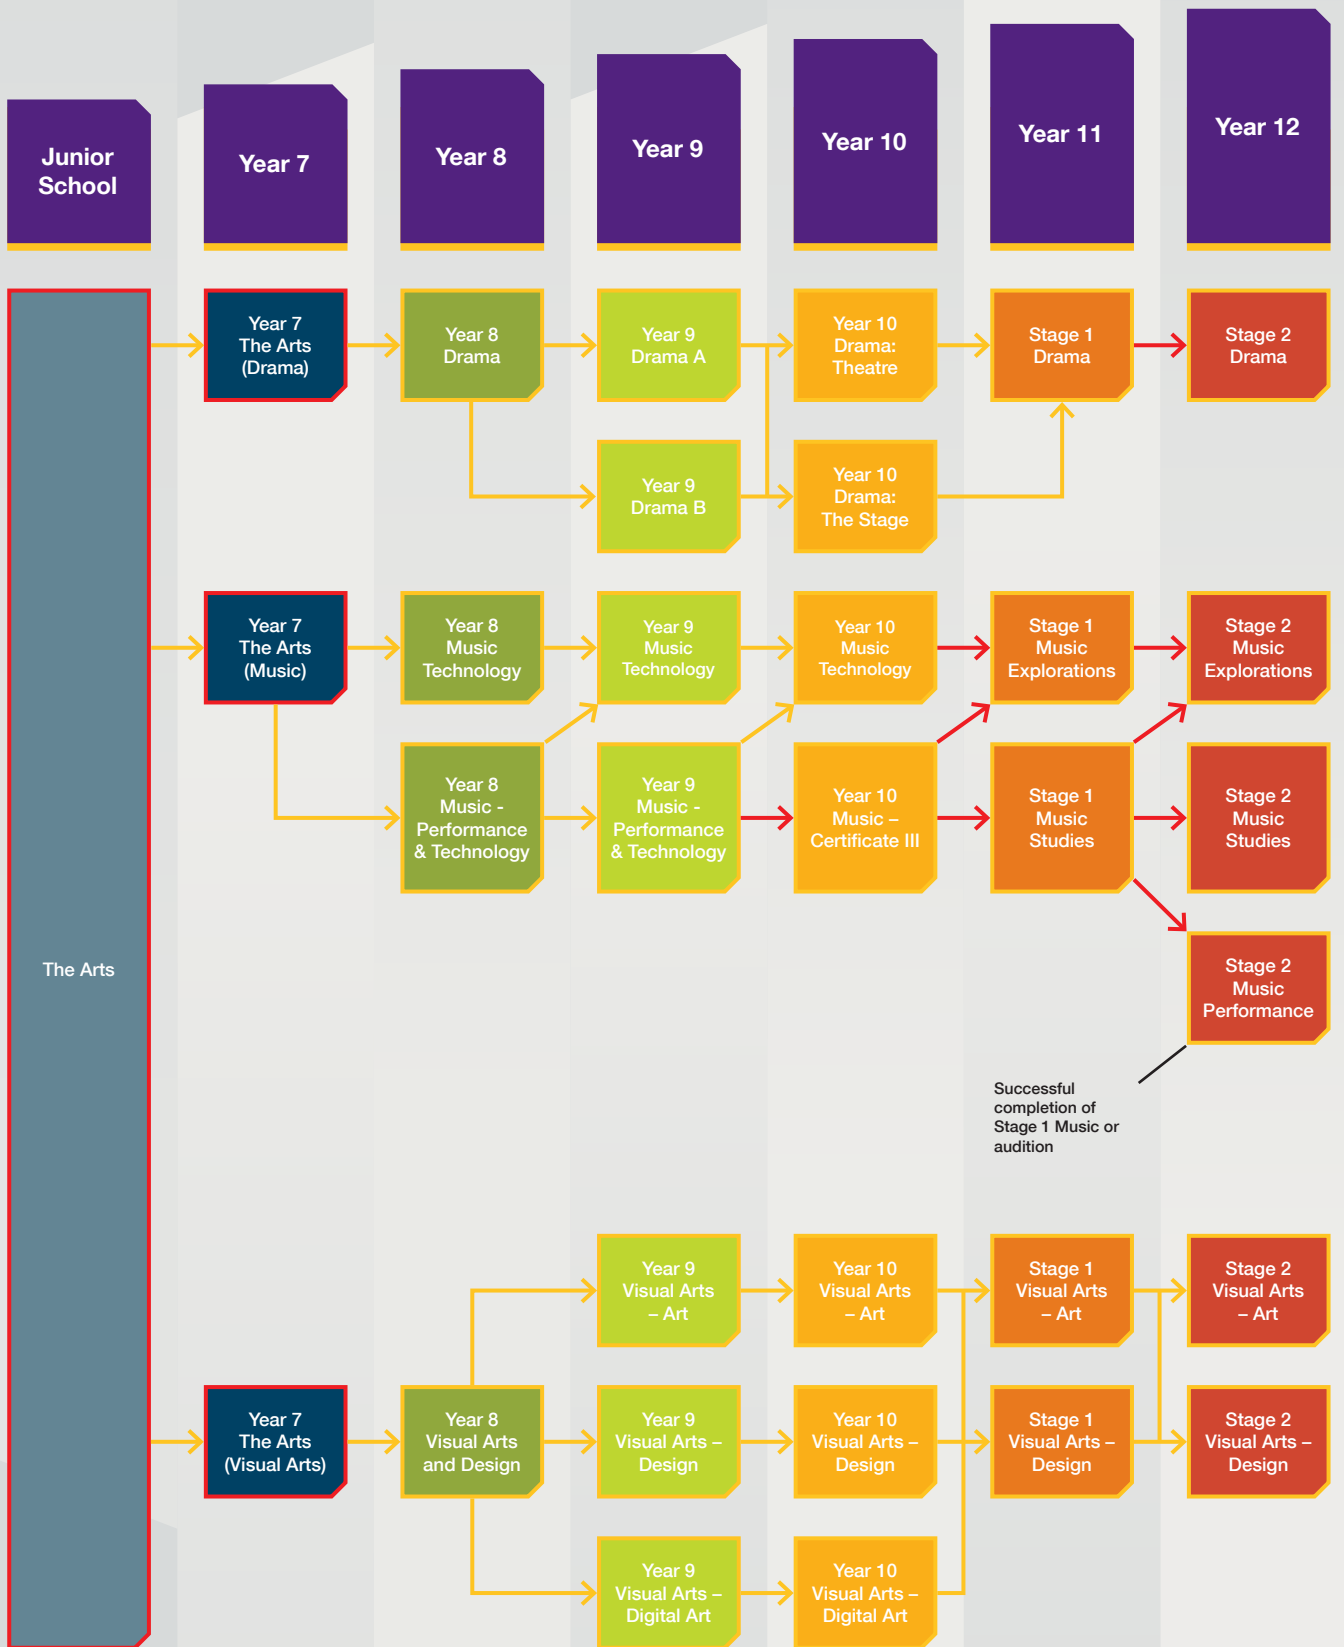 Junior
School
Year 7
Year 8
Year 9
Year 10
Year 11
Year 12
The Arts
Year 7
The Arts
(Drama)
Year 8
Drama
Year 9
Drama A
Year 10
Drama:
Theatre
Stage 1
Drama
Stage 2
Drama
Year 9
Drama B
Year 10
Drama:
The Stage
Year 7
The Arts
(Music)
Year 8
Music
Technology
Year 9
Music
Technology
Year 10
Music
Technology
Stage 1
Music
Explorations
Stage 2
Music
Explorations
Year 8
Music -
Performance
& Technology
Year 9
Music -
Performance
& Technology
Year 10
Music –
Certificate III
Stage 1
Music
Studies
Stage 2
Music
Studies
Stage 2
Music
Performance
Successful
completion of
Stage 1 Music or
audition
Year 9
Visual Arts
– Art
Year 10
Visual Arts
– Art
Stage 1
Visual Arts
– Art
Stage 2
Visual Arts
– Art
Year 7
The Arts
(Visual Arts)
Year 8
Visual Arts
and Design
Year 9
Visual Arts –
Design
Year 10
Visual Arts –
Design
Stage 1
Visual Arts –
Design
Stage 2
Visual Arts –
Design
Year 9
Visual Arts –
Digital Art
Year 10
Visual Arts –
Digital Art